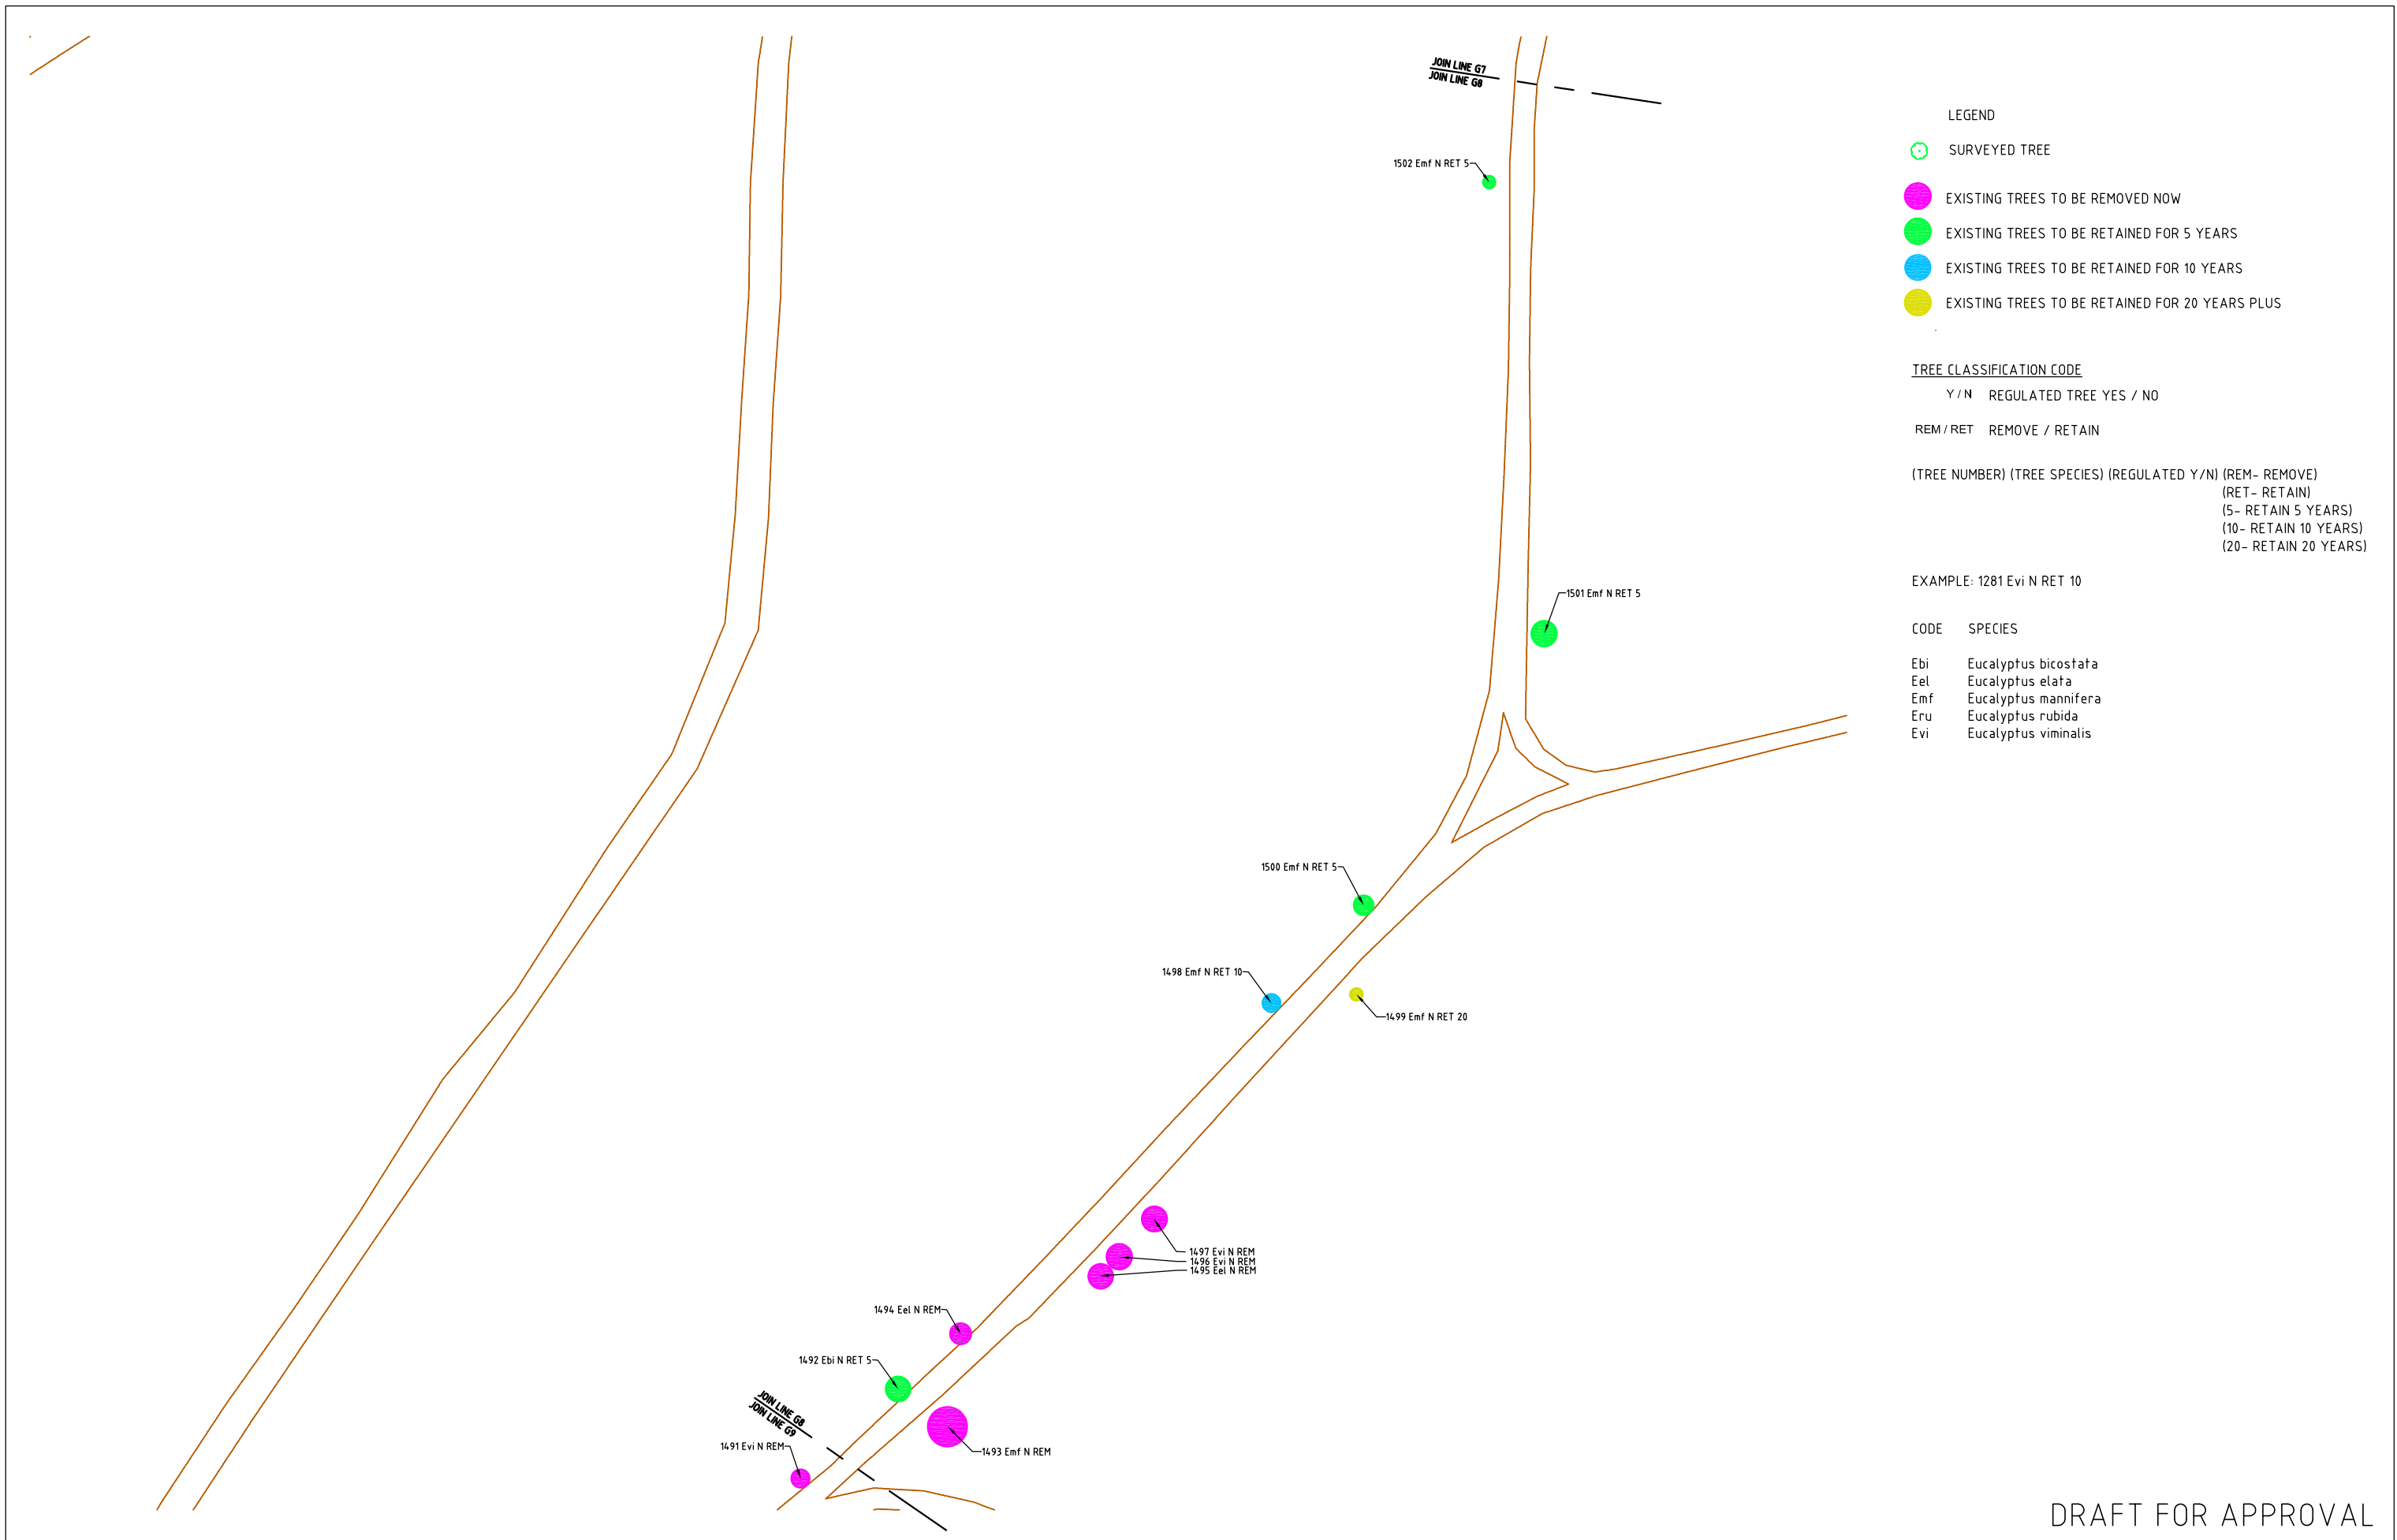 JOIN LINE G7
JOIN LINE G8
1502 Emf N RET 5
1501 Emf N RET 5
1500 Emf N RET 5
1498 Emf N RET 10
1499 Emf N RET 20
1497 Evi N REM
1496 Evi N REM
1495 Eel N REM
1494 Eel N REM
1492 Ebi N RET 5
JOIN LINE G8
JOIN LINE G9
1491 Evi N REM
1493 Emf N REM
LEGEND
SURVEYED TREE
EXISTING TREES TO BE REMOVED NOW
EXISTING TREES TO BE RETAINED FOR 5 YEARS
EXISTING TREES TO BE RETAINED FOR 10 YEARS
EXISTING TREES TO BE RETAINED FOR 20 YEARS PLUS
TREE CLASSIFICATION CODE
Y / N REGULATED TREE YES / NO
REM / RET REMOVE / RETAIN
(TREE NUMBER) (TREE SPECIES) (REGULATED Y/N) (REM- REMOVE)
(RET- RETAIN)
(5- RETAIN 5 YEARS)
(10- RETAIN 10 YEARS)
(20- RETAIN 20 YEARS)
EXAMPLE: 1281 Evi N RET 10
CODE SPECIES
Ebi Eucalyptus bicostata
Eel Eucalyptus elata
Emf Eucalyptus mannifera
Eru Eucalyptus rubida
Evi Eucalyptus viminalis
DRAFT FOR APPROVAL